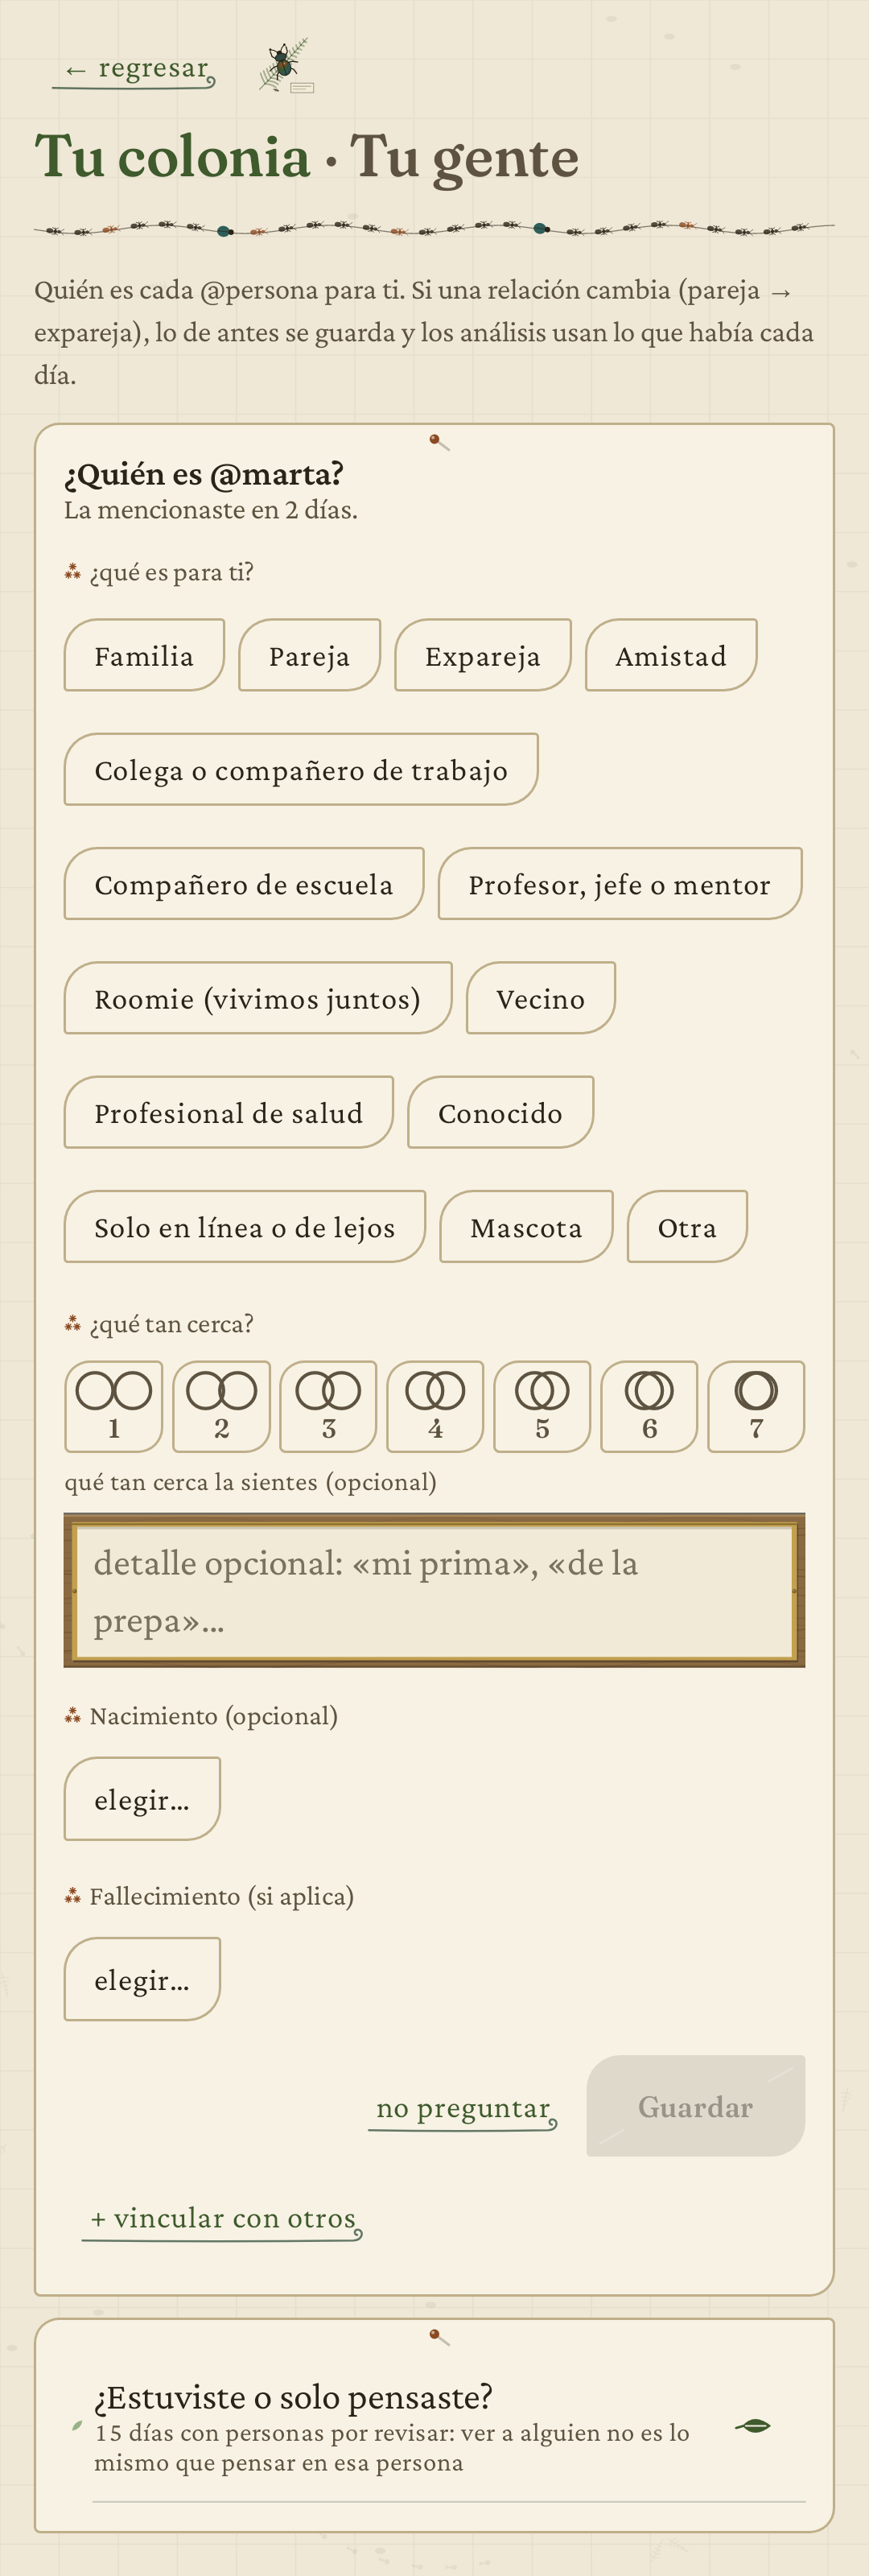 ← regresar
Tu colonia · Tu gente
Quién es cada @persona para ti. Si una relación cambia (pareja →
expareja), lo de antes se guarda y los análisis usan lo que había cada
día.
¿Quién es @marta?
La mencionaste en 2 días.
¿qué es para ti?
Familia Pareja Expareja Amistad
Colega o compañero de trabajo
Compañero de escuela Profesor, jefe o mentor
Roomie (vivimos juntos) Vecino
Profesional de salud Conocido
Solo en línea o de lejos Mascota Otra
¿qué tan cerca?
1 2 3 4 5 6 7
qué tan cerca la sientes (opcional)
detalle opcional: «mi prima», «de la
prepa»…
Nacimiento (opcional)
elegir…
Fallecimiento (si aplica)
elegir…
no preguntar Guardar
+ vincular con otros
¿Estuviste o solo pensaste?
15 días con personas por revisar: ver a alguien no es lo
mismo que pensar en esa persona